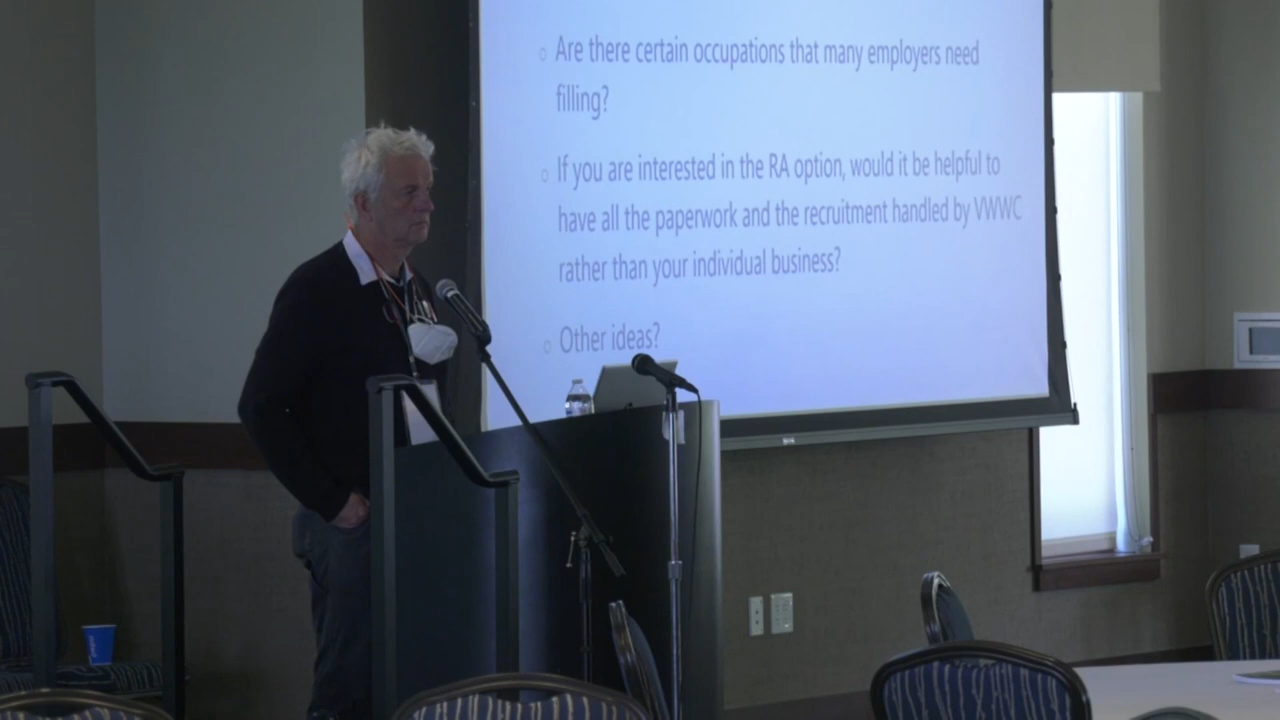 Are there certain occupations that many employers need
filling?
If you are interested in the RA option, would it be helpful to
have all the paperwork and the recruitment handled by VWWC
rather than your individual business?
Other ideas?